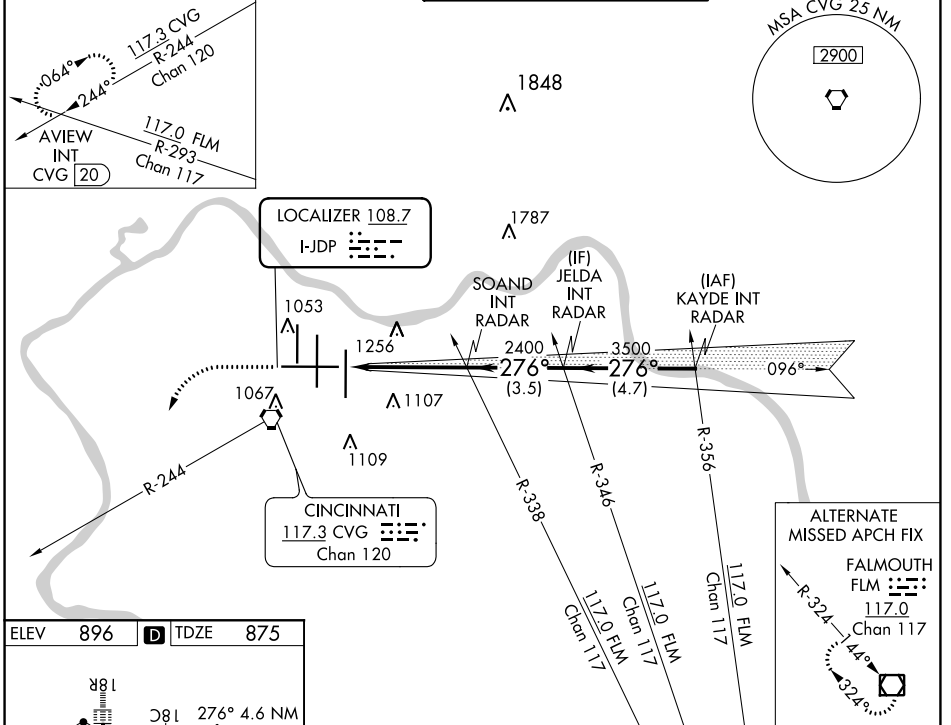 117.3 CVG
R-244
Chan 120
064°
244°
117.0 FLM
R-293
Chan 117
AVIEW
INT
CVG 20
MSA CVG 25 NM
2900
1848
1787
LOCALIZER 108.7
I-JDP
SOAND
INT
RADAR
(IF)
JELDA
INT
RADAR
(IAF)
KAYDE INT
RADAR
1053
1256
2400
276°
(3.5)
3500
276°
(4.7)
096°
1067
1107
1109
R-244
CINCINNATI
117.3 CVG
Chan 120
R-338
R-346
R-356
117.0 FLM
Chan 117
117.0 FLM
Chan 117
117.0 FLM
Chan 117
ALTERNATE
MISSED APCH FIX
FALMOUTH
FLM
117.0
Chan 117
R-324
144°
324°
ELEV 896 D TDZE 875
18R
18C
276° 4.6 NM